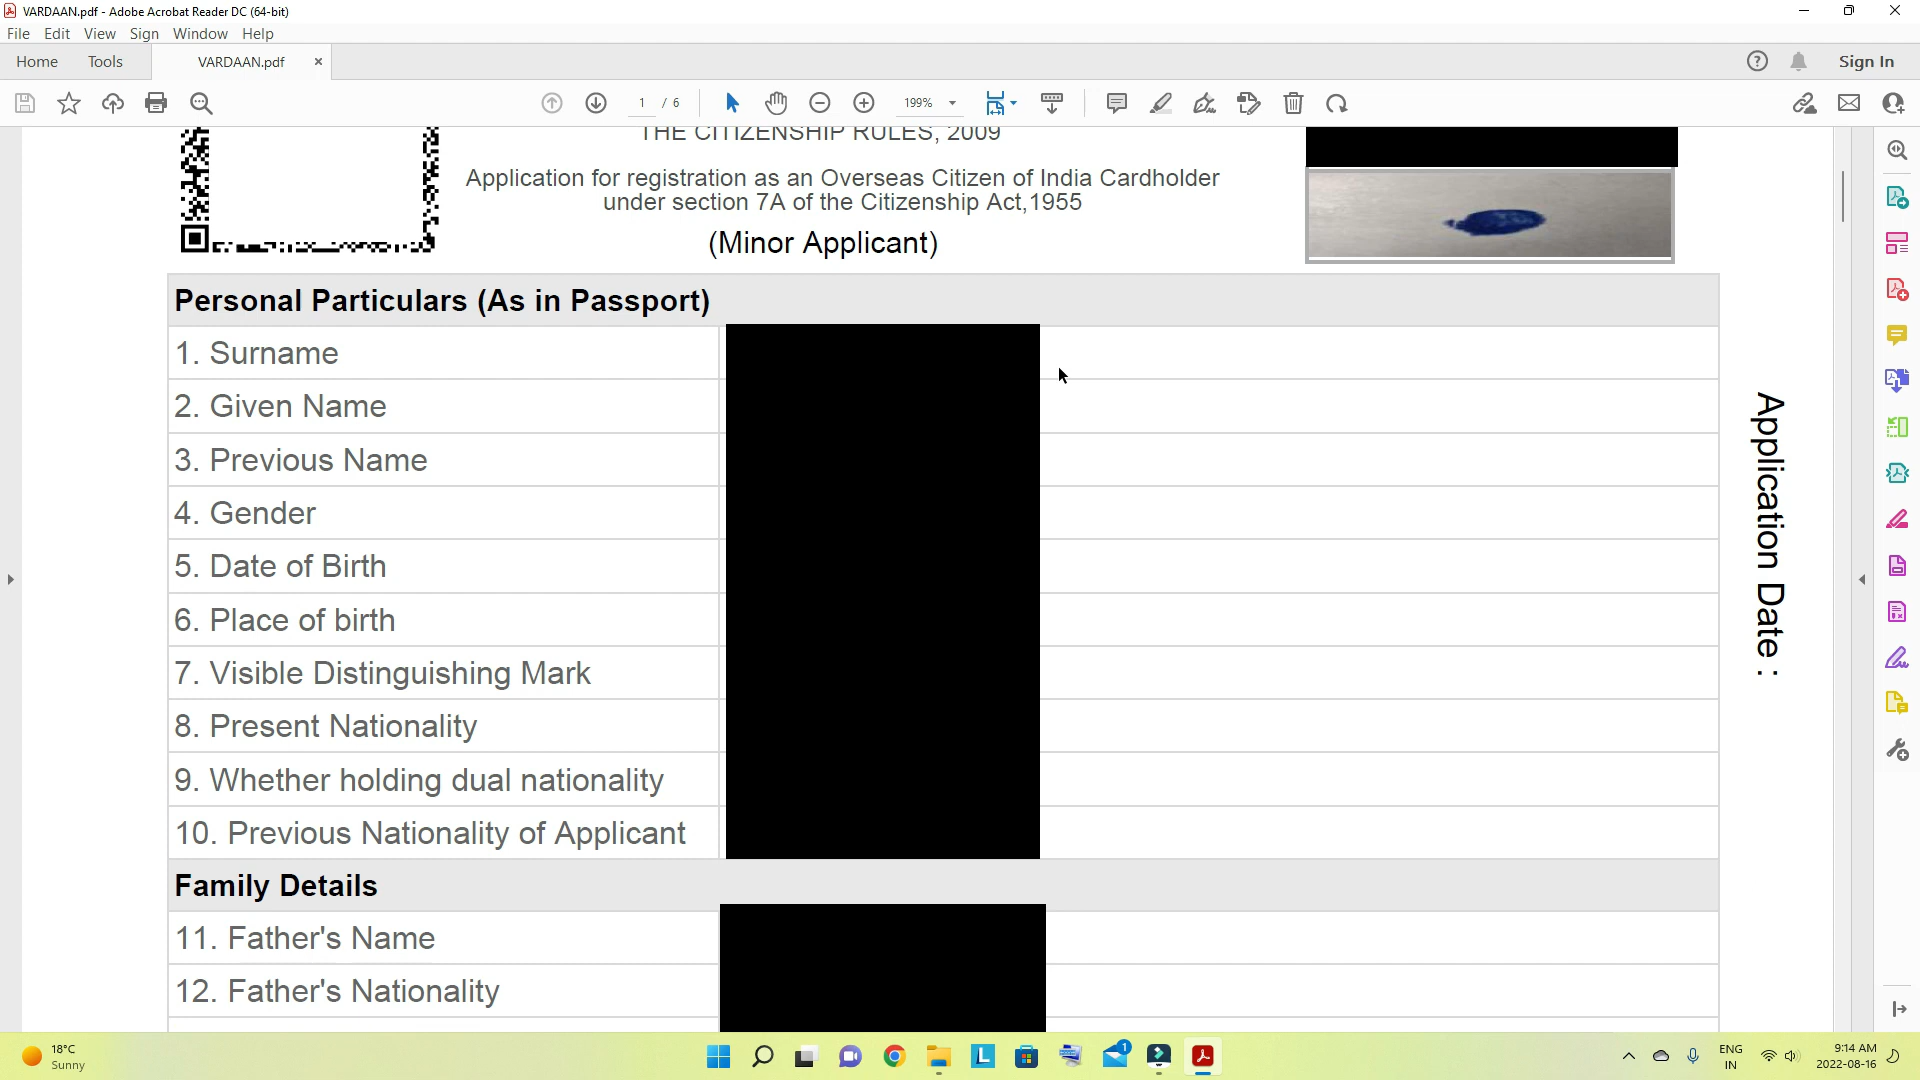 VARDAAN.pdf - Adobe Acrobat Reader DC (64-bit)
File Edit View Sign Window Help
Home Tools VARDAAN.pdf Sign In
1 / 6 199%
THE CITIZENSHIP RULES, 2009
Application for registration as an Overseas Citizen of India Cardholder
under section 7A of the Citizenship Act,1955
(Minor Applicant)
Personal Particulars (As in Passport)
1. Surname
2. Given Name
3. Previous Name
4. Gender
5. Date of Birth
6. Place of birth
7. Visible Distinguishing Mark
8. Present Nationality
9. Whether holding dual nationality
10. Previous Nationality of Applicant
Family Details
11. Father's Name
12. Father's Nationality
Application Date :
18°C
Sunny
1
ENG
IN
9:14 AM
2022-08-16